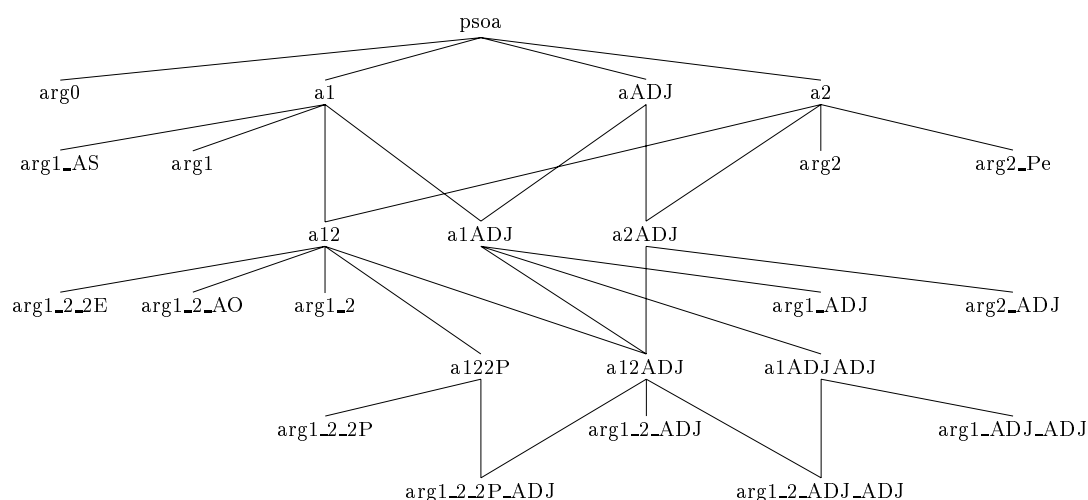 psoa
arg0 a1 aADJ a2
arg1_AS arg1 arg2 arg2_Pe
a12 a1ADJ a2ADJ
arg1_2_2E arg1_2_AO arg1_2 arg1_ADJ arg2_ADJ
a122P a12ADJ a1ADJADJ
arg1_2_2P arg1_2_ADJ arg1_ADJ_ADJ
arg1_2_2P_ADJ arg1_2_ADJ_ADJ